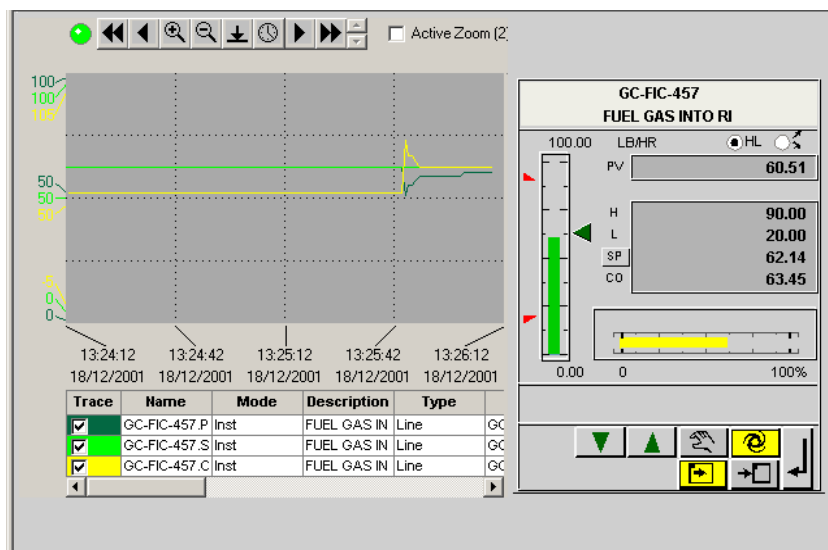 Active Zoom (2)
100
100
105
50
50
50
5
0
0
13:24:12 13:24:42 13:25:12 13:25:42 13:26:12
18/12/2001 18/12/2001 18/12/2001 18/12/2001 18/12/2001
Trace Name Mode Description Type
GC-FIC-457.P Inst FUEL GAS IN Line GC
GC-FIC-457.S Inst FUEL GAS IN Line GC
GC-FIC-457.C Inst FUEL GAS IN Line GC
GC-FIC-457
FUEL GAS INTO RI
100.00 LB/HR HL
PV 60.51
H 90.00
L 20.00
SP 62.14
CO 63.45
0.00 0 100%